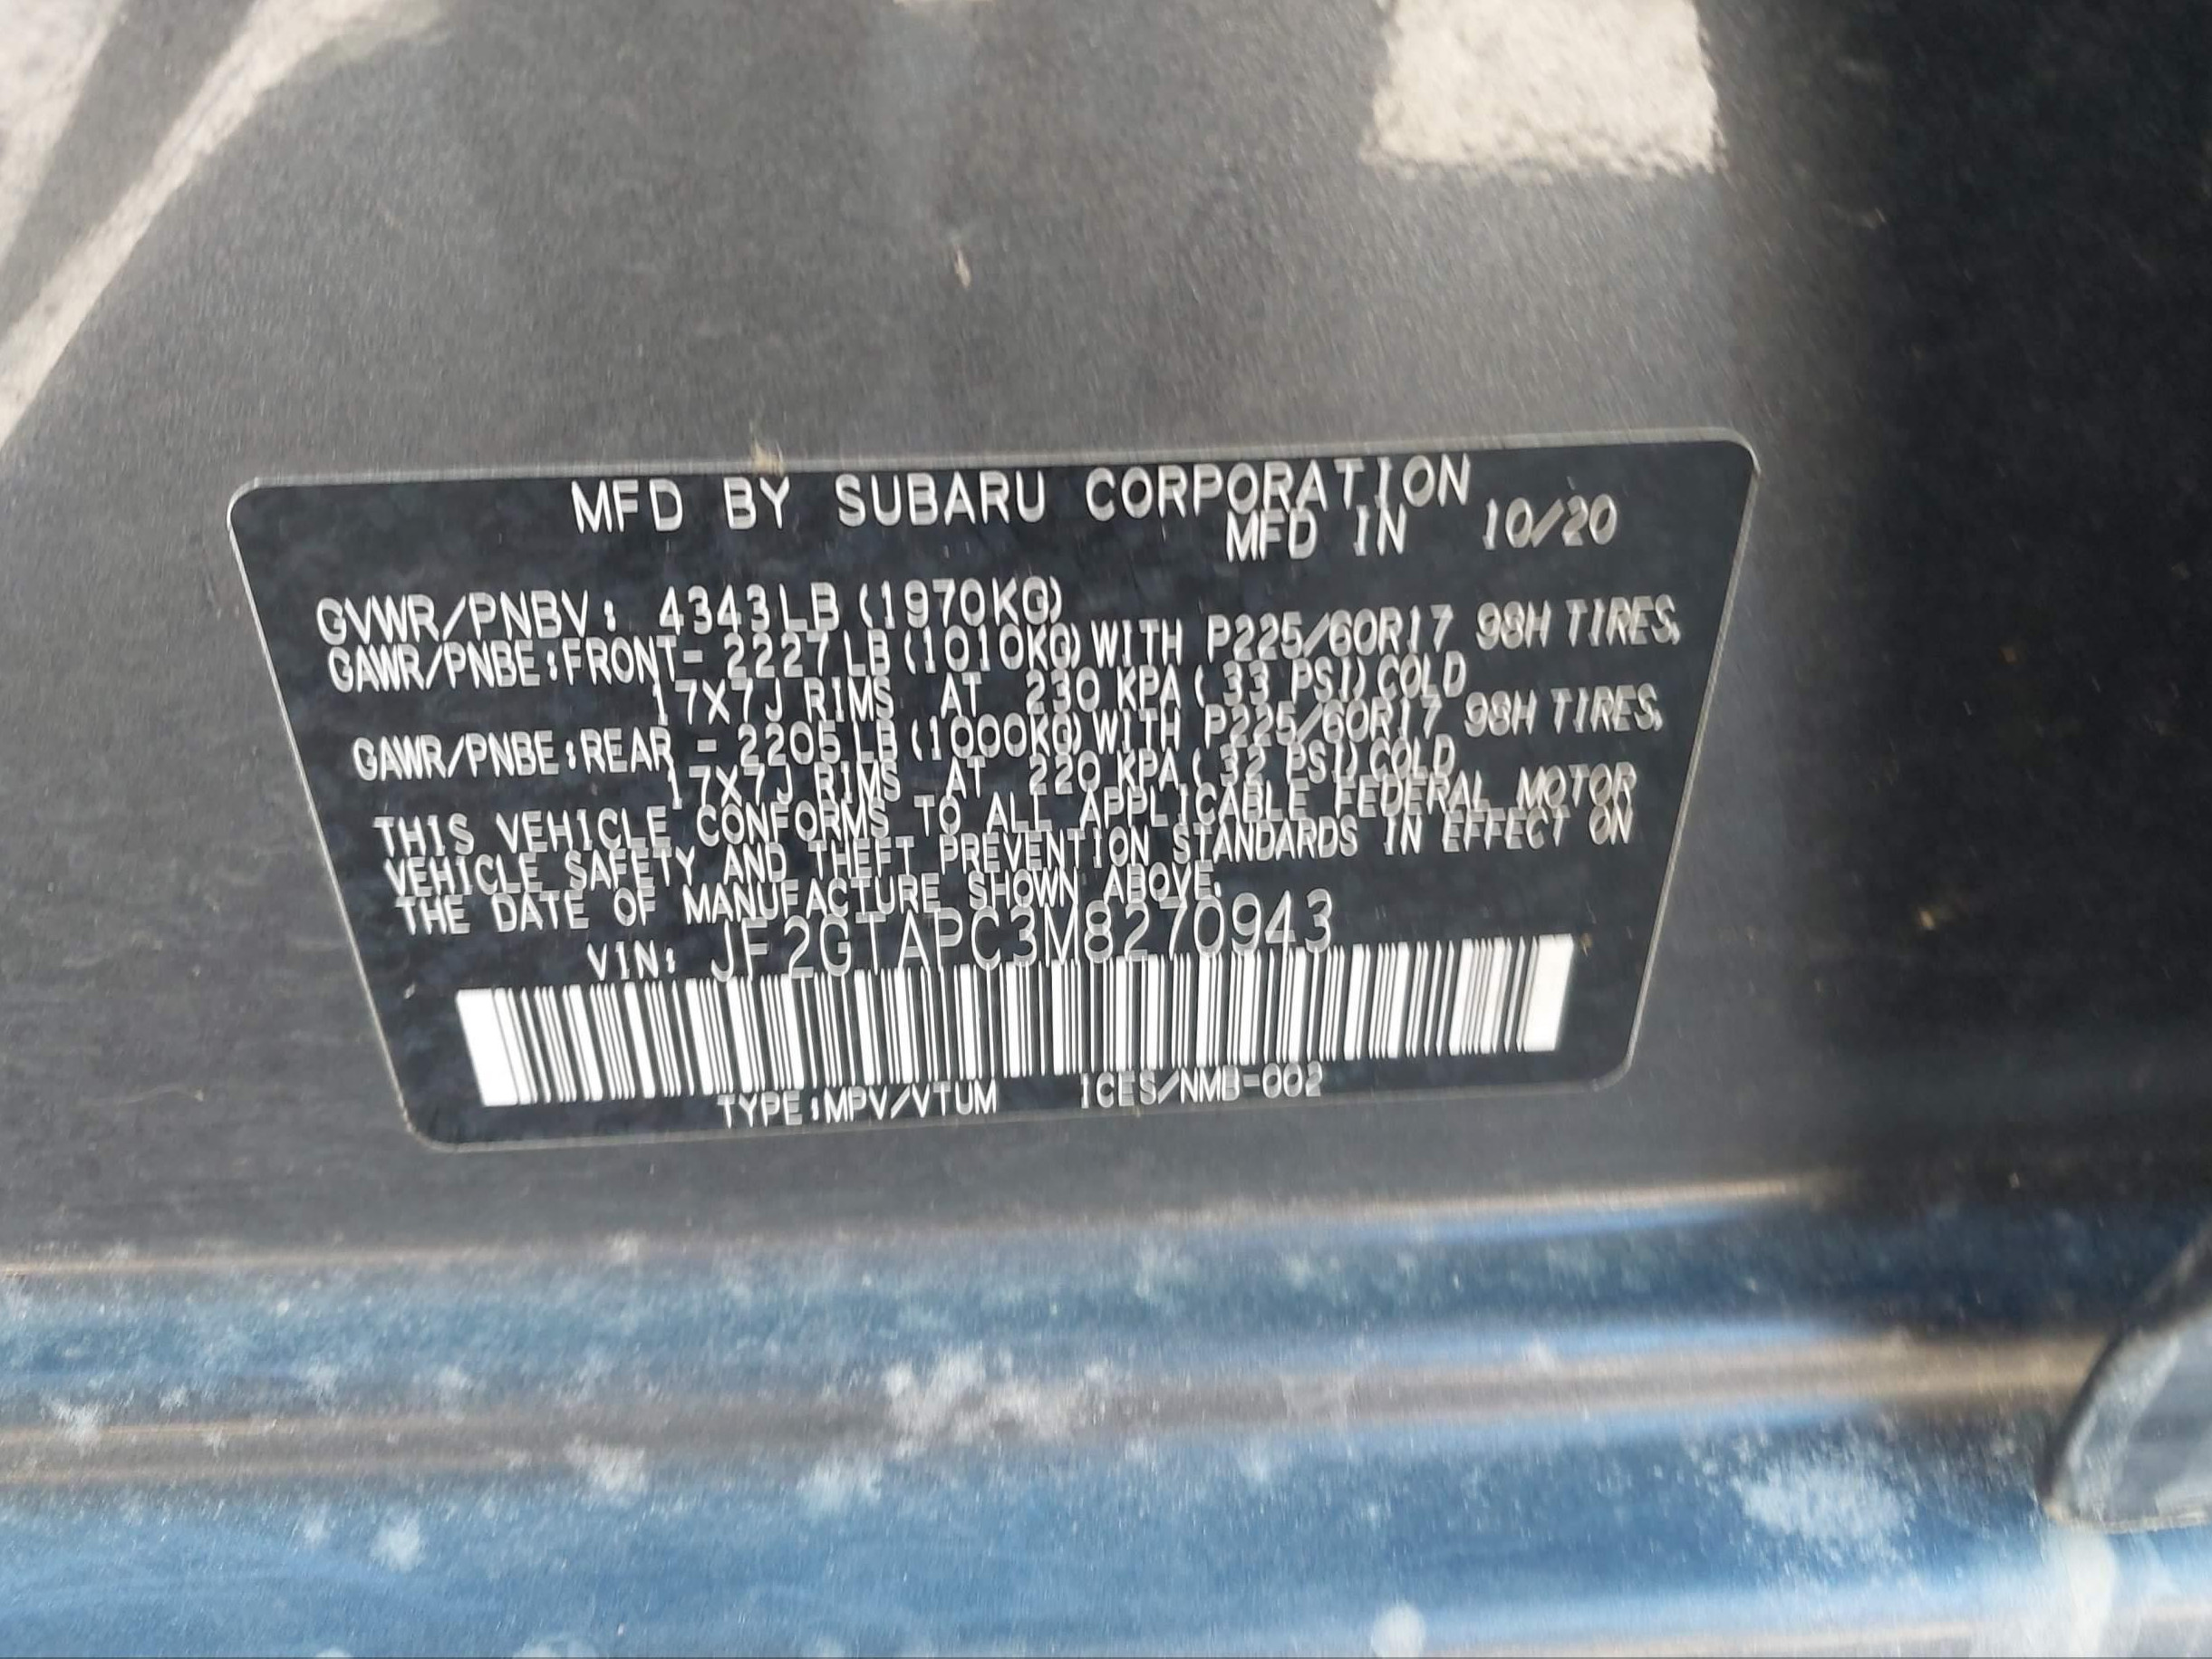 MFD BY SUBARU CORPORATION
MFD IN 10/20
GVWR/PNBV: 4343LB (1970KG)
GAWR/PNBE:FRONT- 2227LB (1010KG) WITH P225/60R17 98H TIRES,
17X7J RIMS AT 230 KPA ( 33 PSI) COLD
GAWR/PNBE:REAR - 2205LB (1000KG) WITH P225/60R17 98H TIRES,
17X7J RIMS AT 220 KPA ( 32 PSI) COLD
THIS VEHICLE CONFORMS TO ALL APPLICABLE FEDERAL MOTOR
VEHICLE SAFETY AND THEFT PREVENTION STANDARDS IN EFFECT ON
THE DATE OF MANUFACTURE SHOWN ABOVE.
VIN: JF2GTAPC3M8270943
TYPE:MPV/VTUM ICES/NMB-002